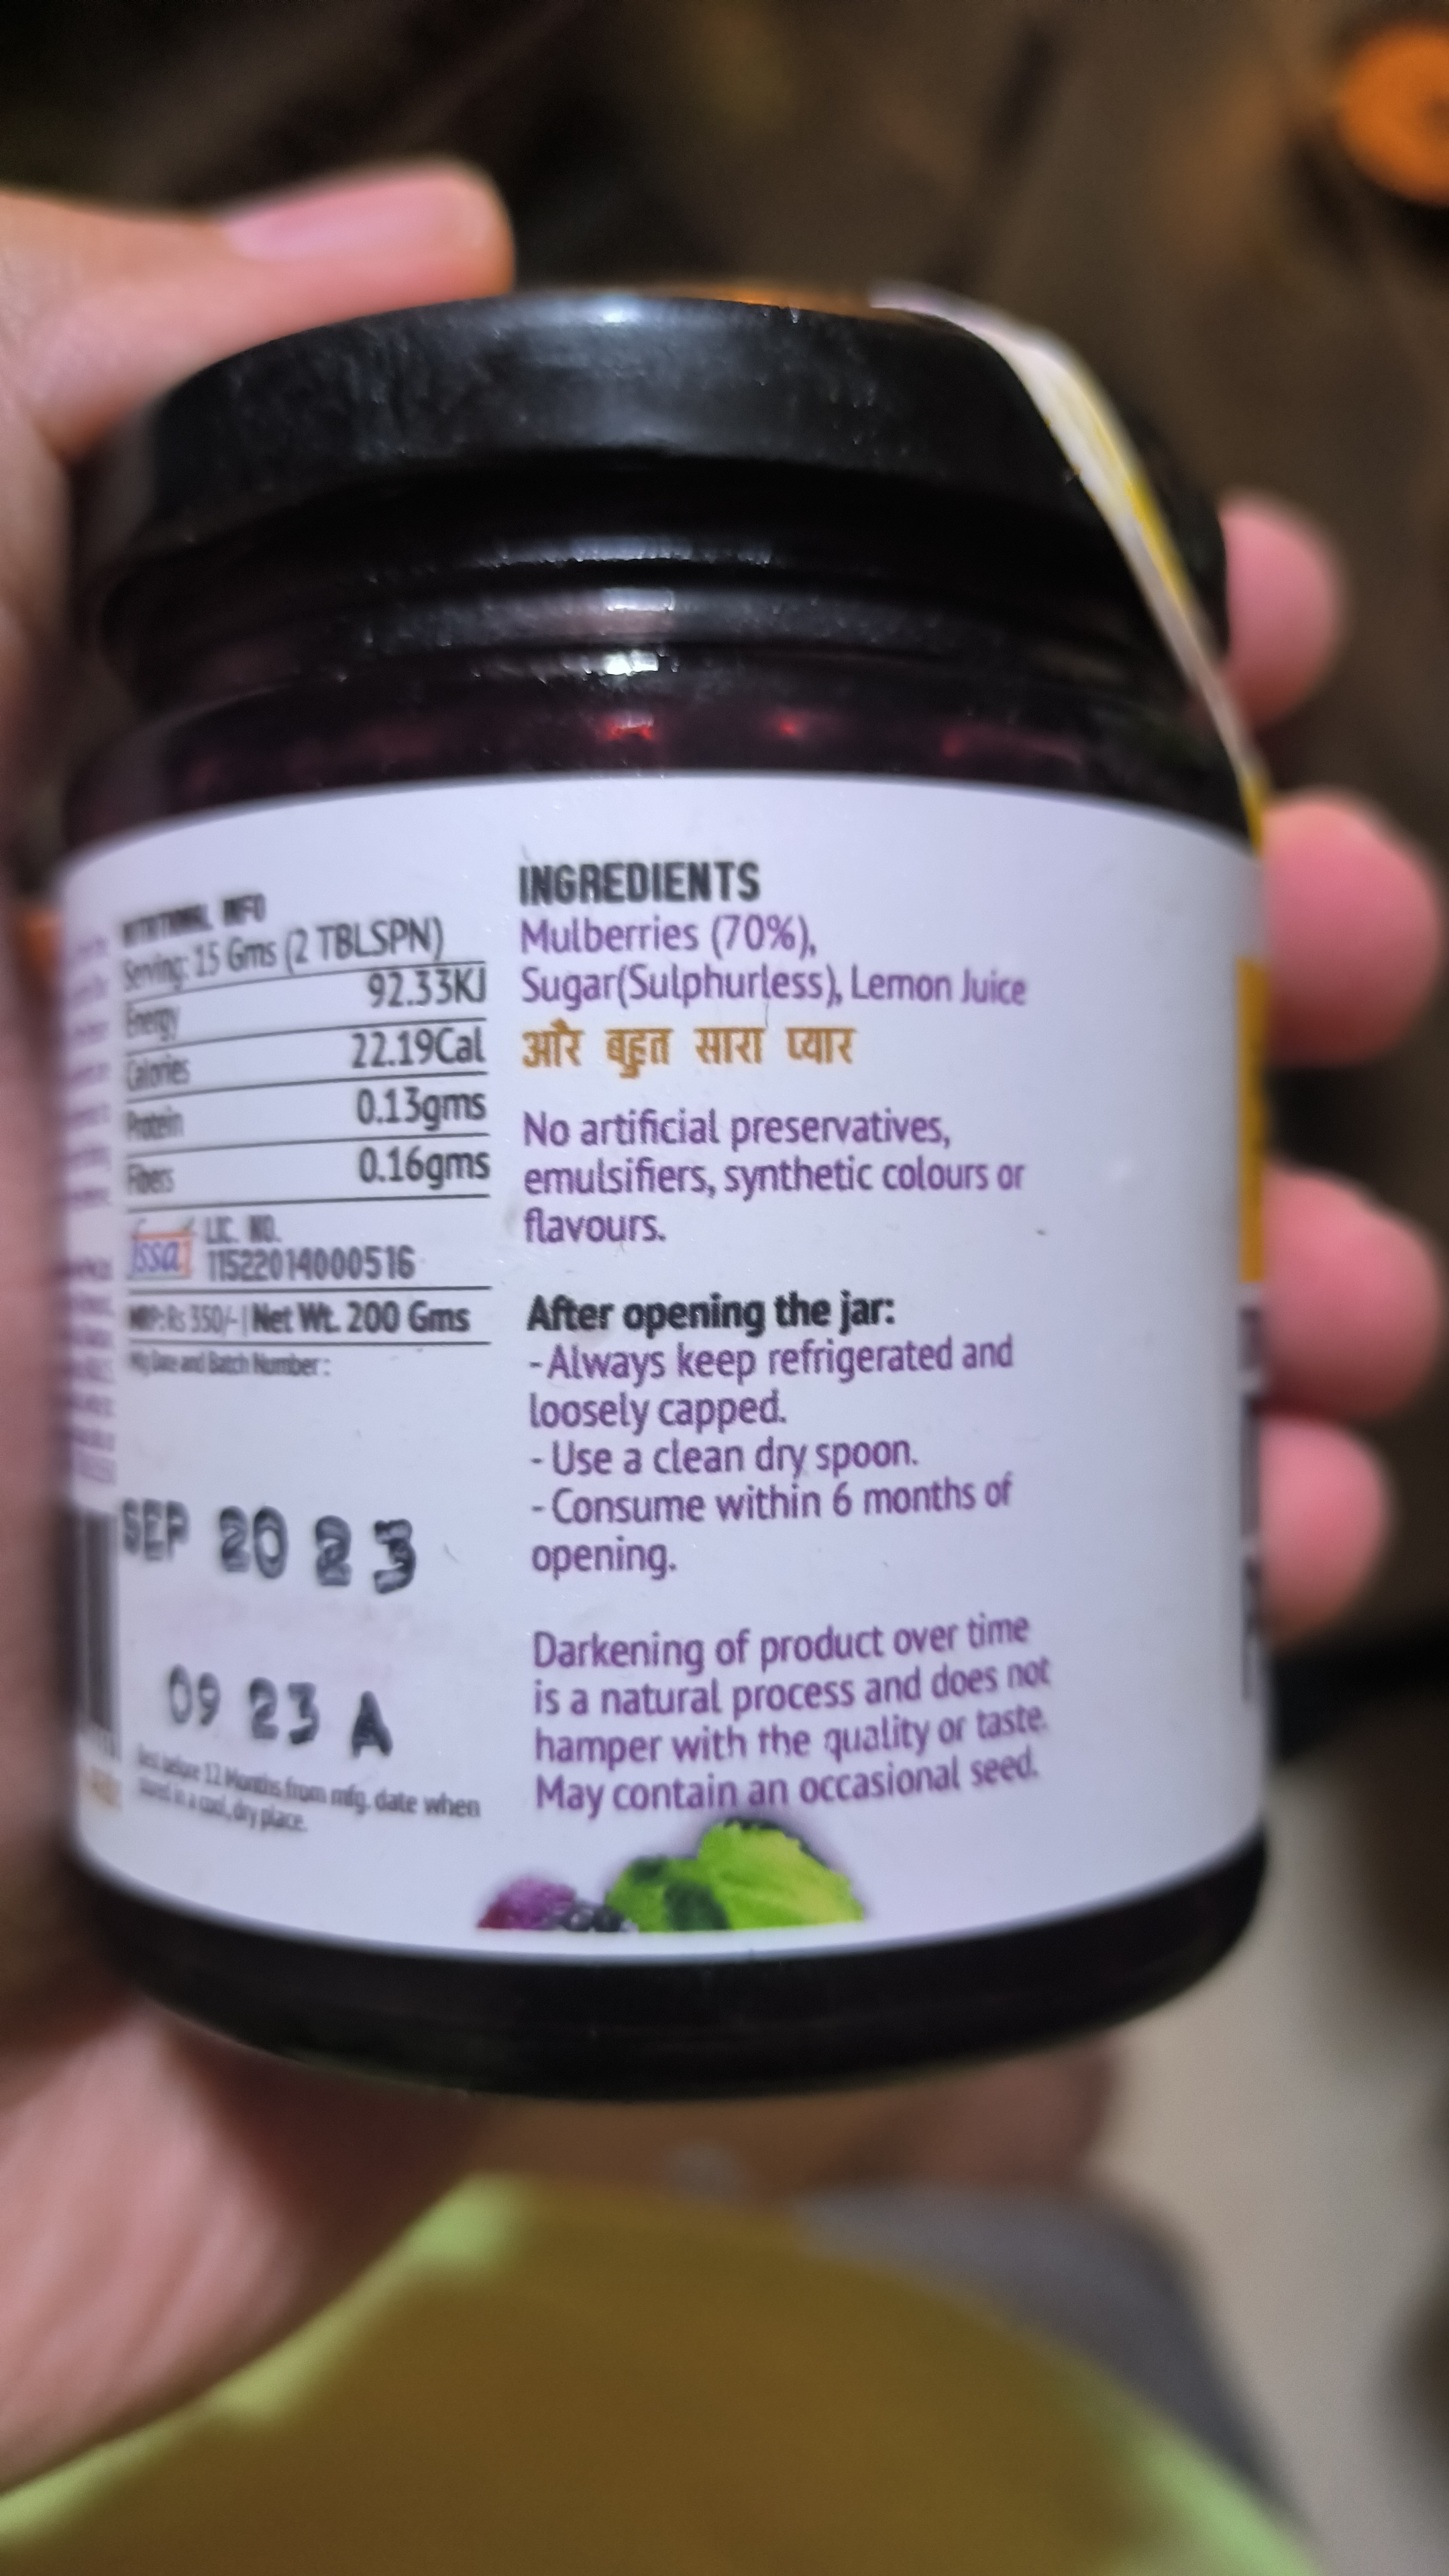 NUTRITIONAL INFO
Serving: 15 Gms (2 TBLSPN)
Energy 92.33KJ
Calories 22.19Cal
Protein 0.13gms
Fibers 0.16gms
fssai LIC. NO.
11522014000516
MRP: Rs 350/- | Net Wt. 200 Gms
Mfg Date and Batch Number :
SEP 2023
09 23 A
Best before 12 Months from mfg. date when
stored in a cool, dry place.
INGREDIENTS
Mulberries (70%),
Sugar(Sulphurless), Lemon Juice
और बहुत सारा प्यार
No artificial preservatives,
emulsifiers, synthetic colours or
flavours.
After opening the jar:
- Always keep refrigerated and
loosely capped.
- Use a clean dry spoon.
- Consume within 6 months of
opening.
Darkening of product over time
is a natural process and does not
hamper with the quality or taste.
May contain an occasional seed.